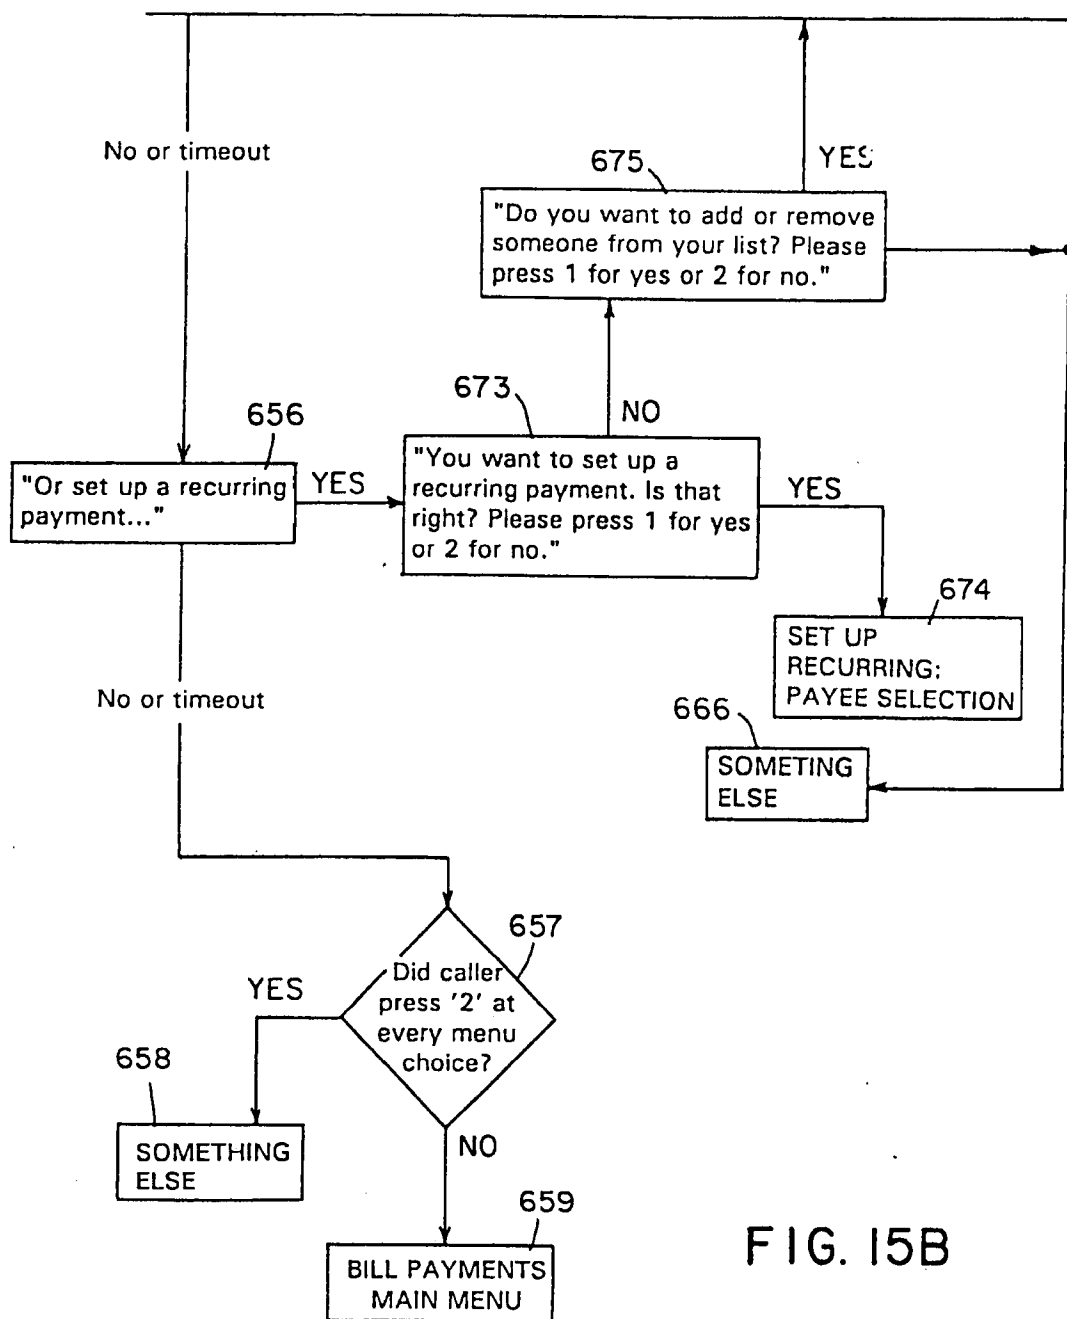 No or timeout
675
YES
"Do you want to add or remove
someone from your list? Please
press 1 for yes or 2 for no."
673
NO
656
"Or set up a recurring
payment..."
YES
"You want to set up a
recurring payment. Is that
right? Please press 1 for yes
or 2 for no."
YES
674
SET UP
RECURRING:
PAYEE SELECTION
No or timeout
666
SOMETING
ELSE
657
Did caller
press '2' at
every menu
choice?
YES
658
SOMETHING
ELSE
NO
659
BILL PAYMENTS
MAIN MENU
FIG. 15B